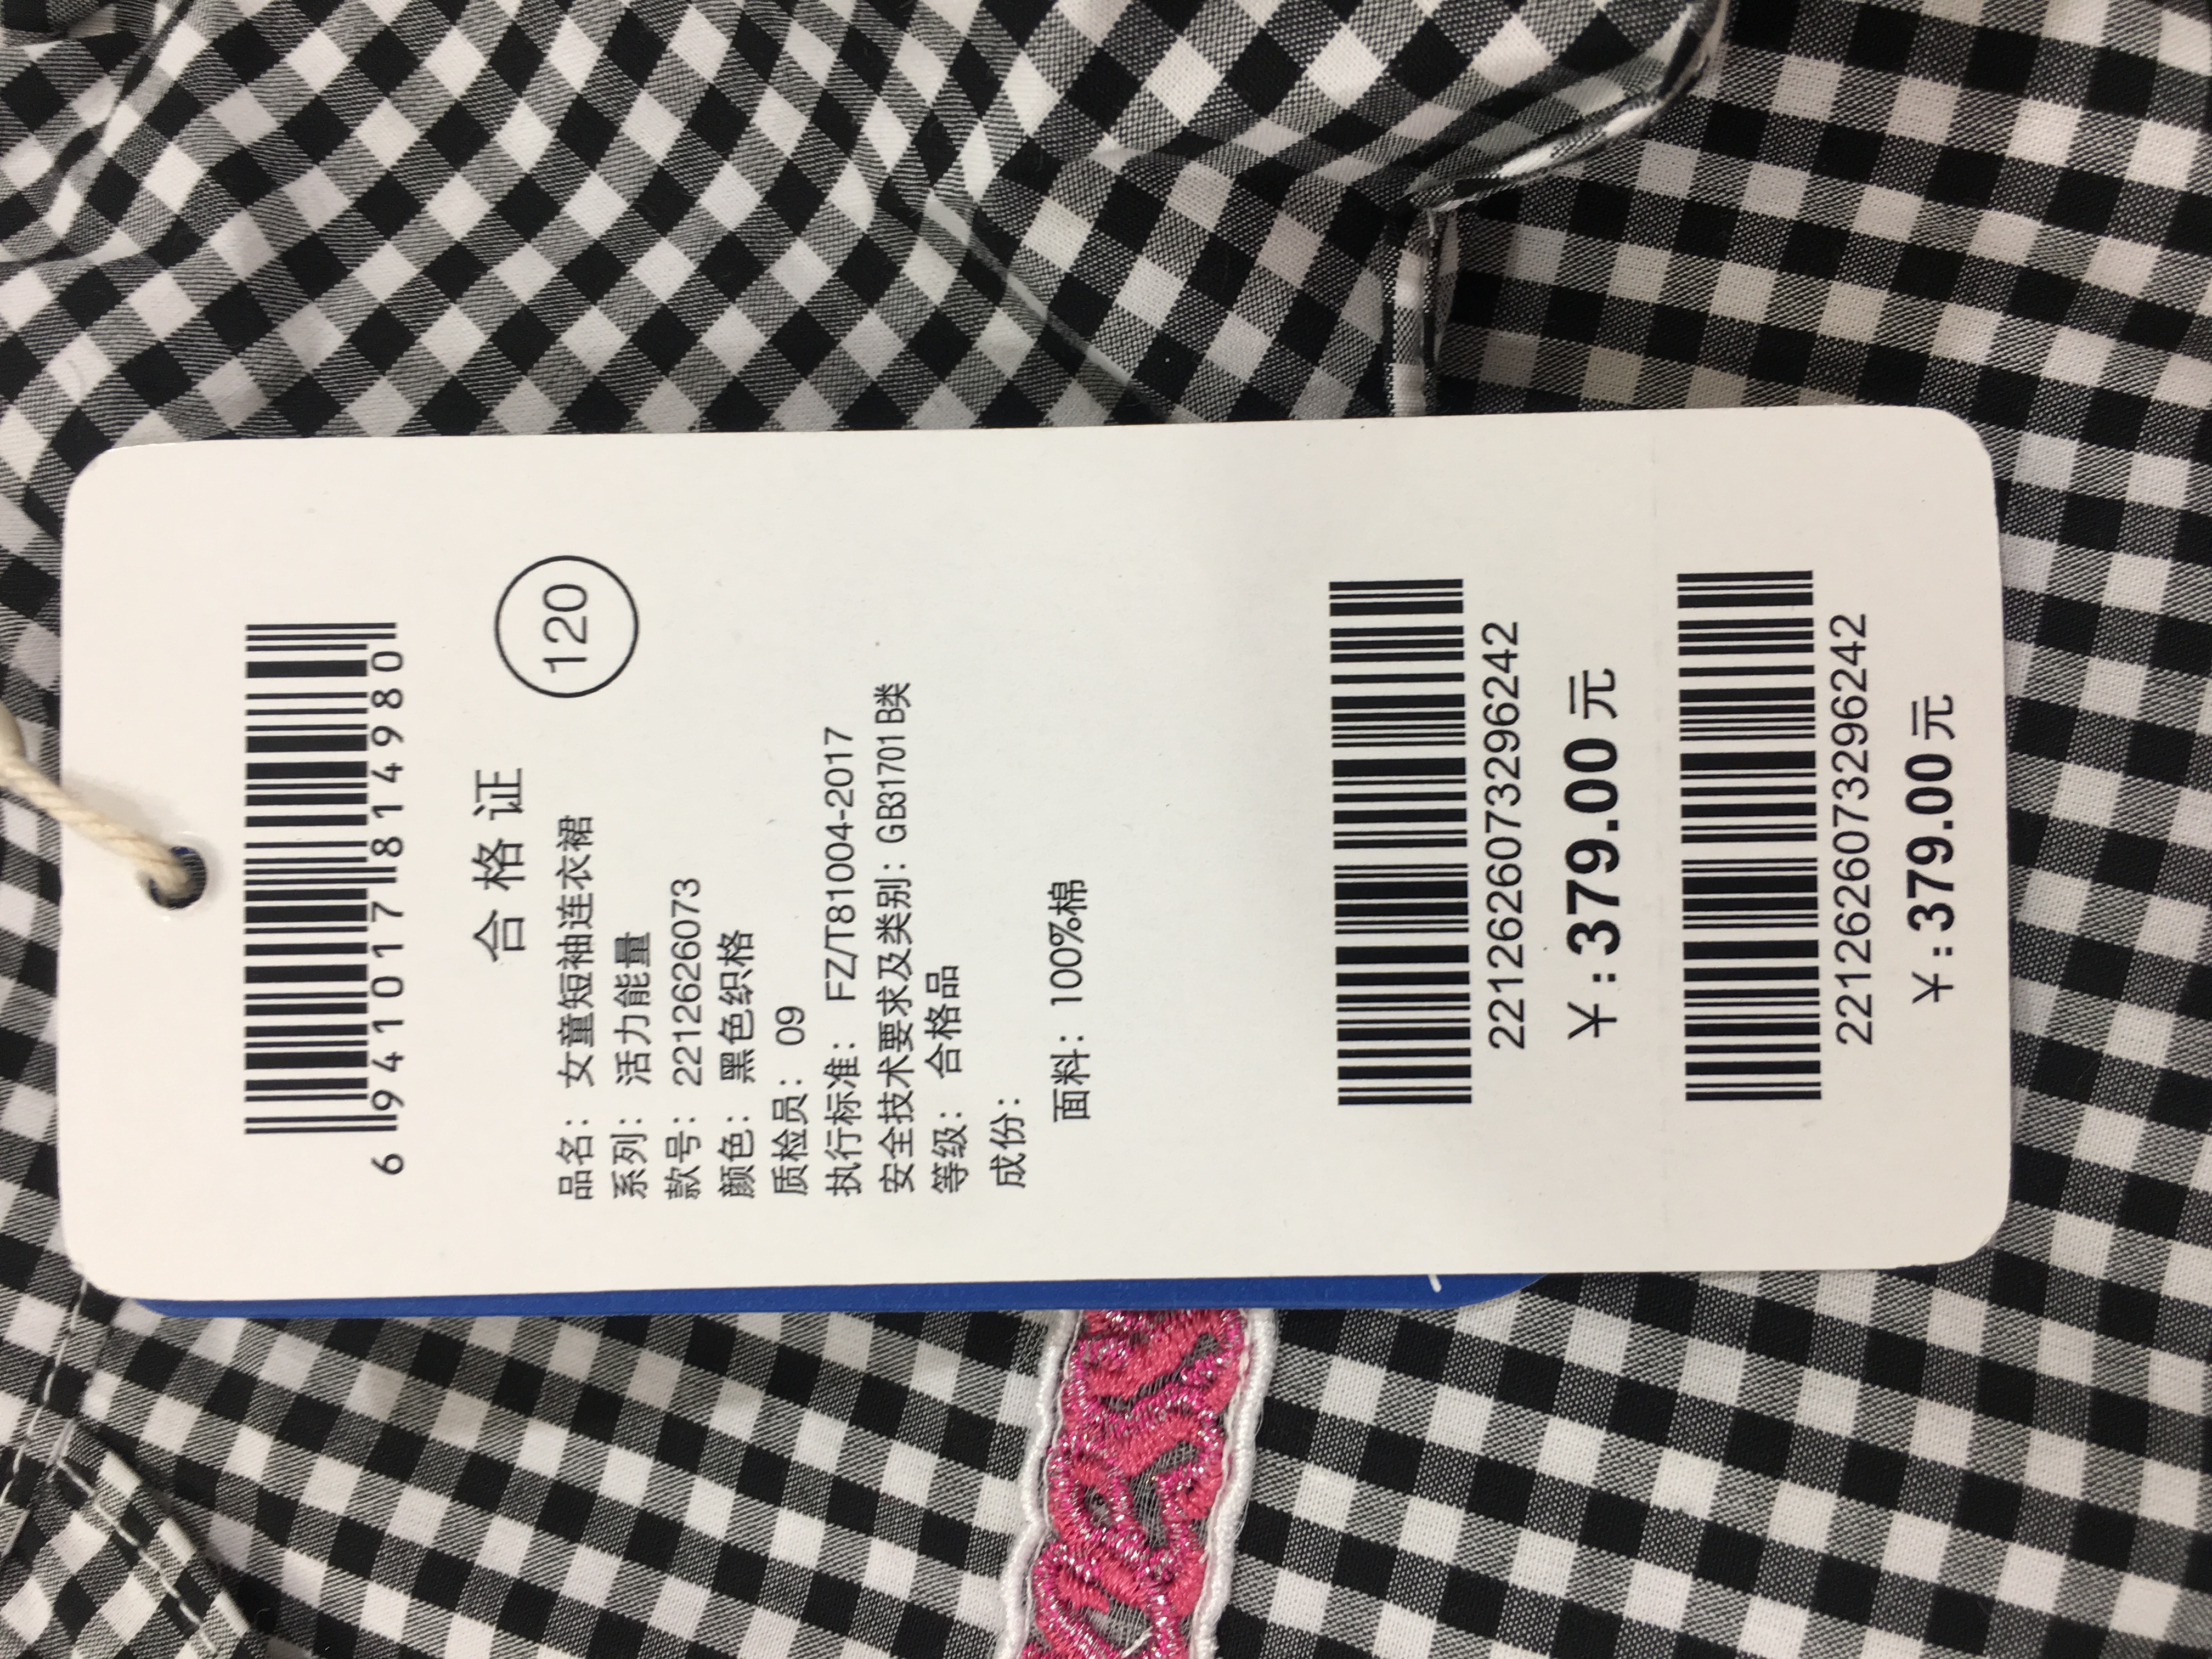 6 941017 814980
合格证
120
品名：女童短袖连衣裙
系列：活力能量
款号：2212626073
颜色：黑色织格
质检员：09
执行标准：FZ/T81004-2017
安全技术要求及类别：GB31701 B类
等级：合格品
成份：
面料：100%棉
2212626073296242
￥:379.00元
2212626073296242
￥:379.00元